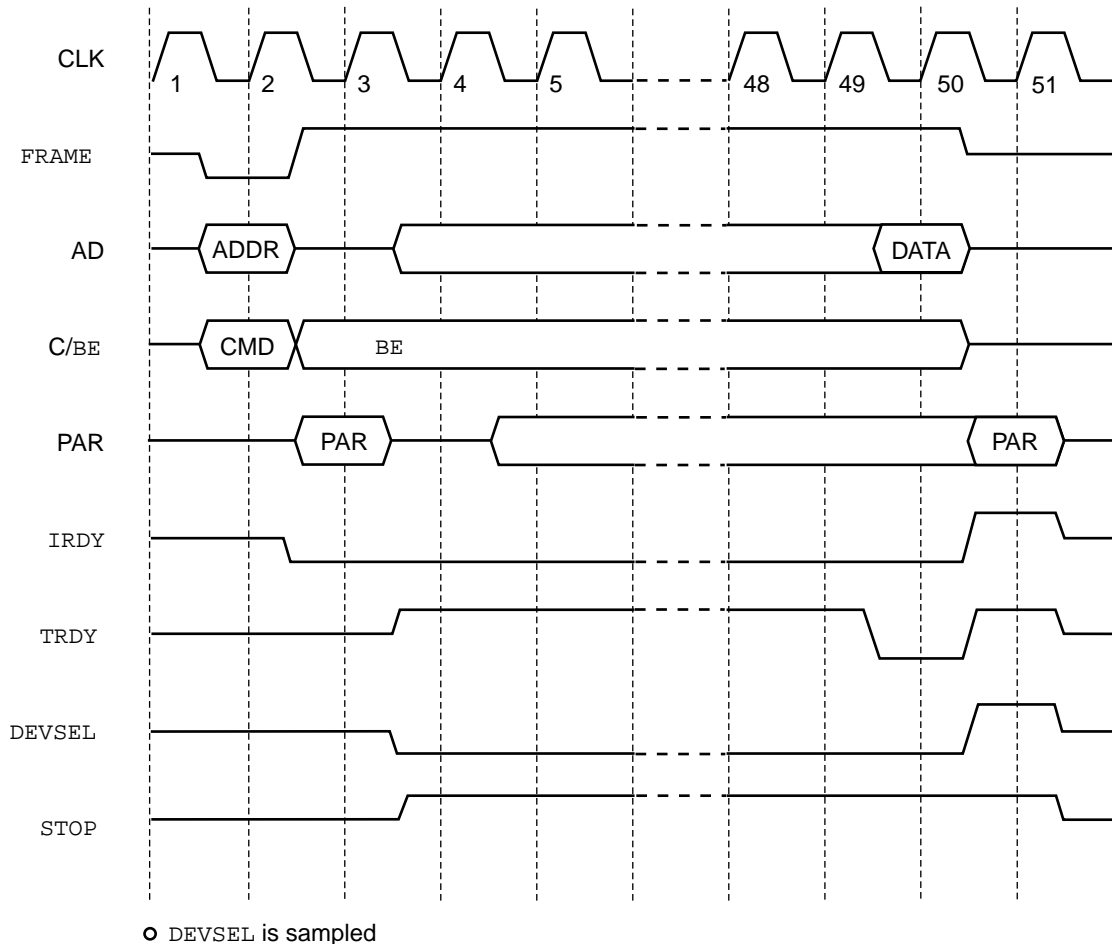 CLK
1 2 3 4 5 48 49 50 51
FRAME
AD ADDR DATA
C/BE CMD BE
PAR PAR PAR
IRDY
TRDY
DEVSEL
STOP
DEVSEL is sampled